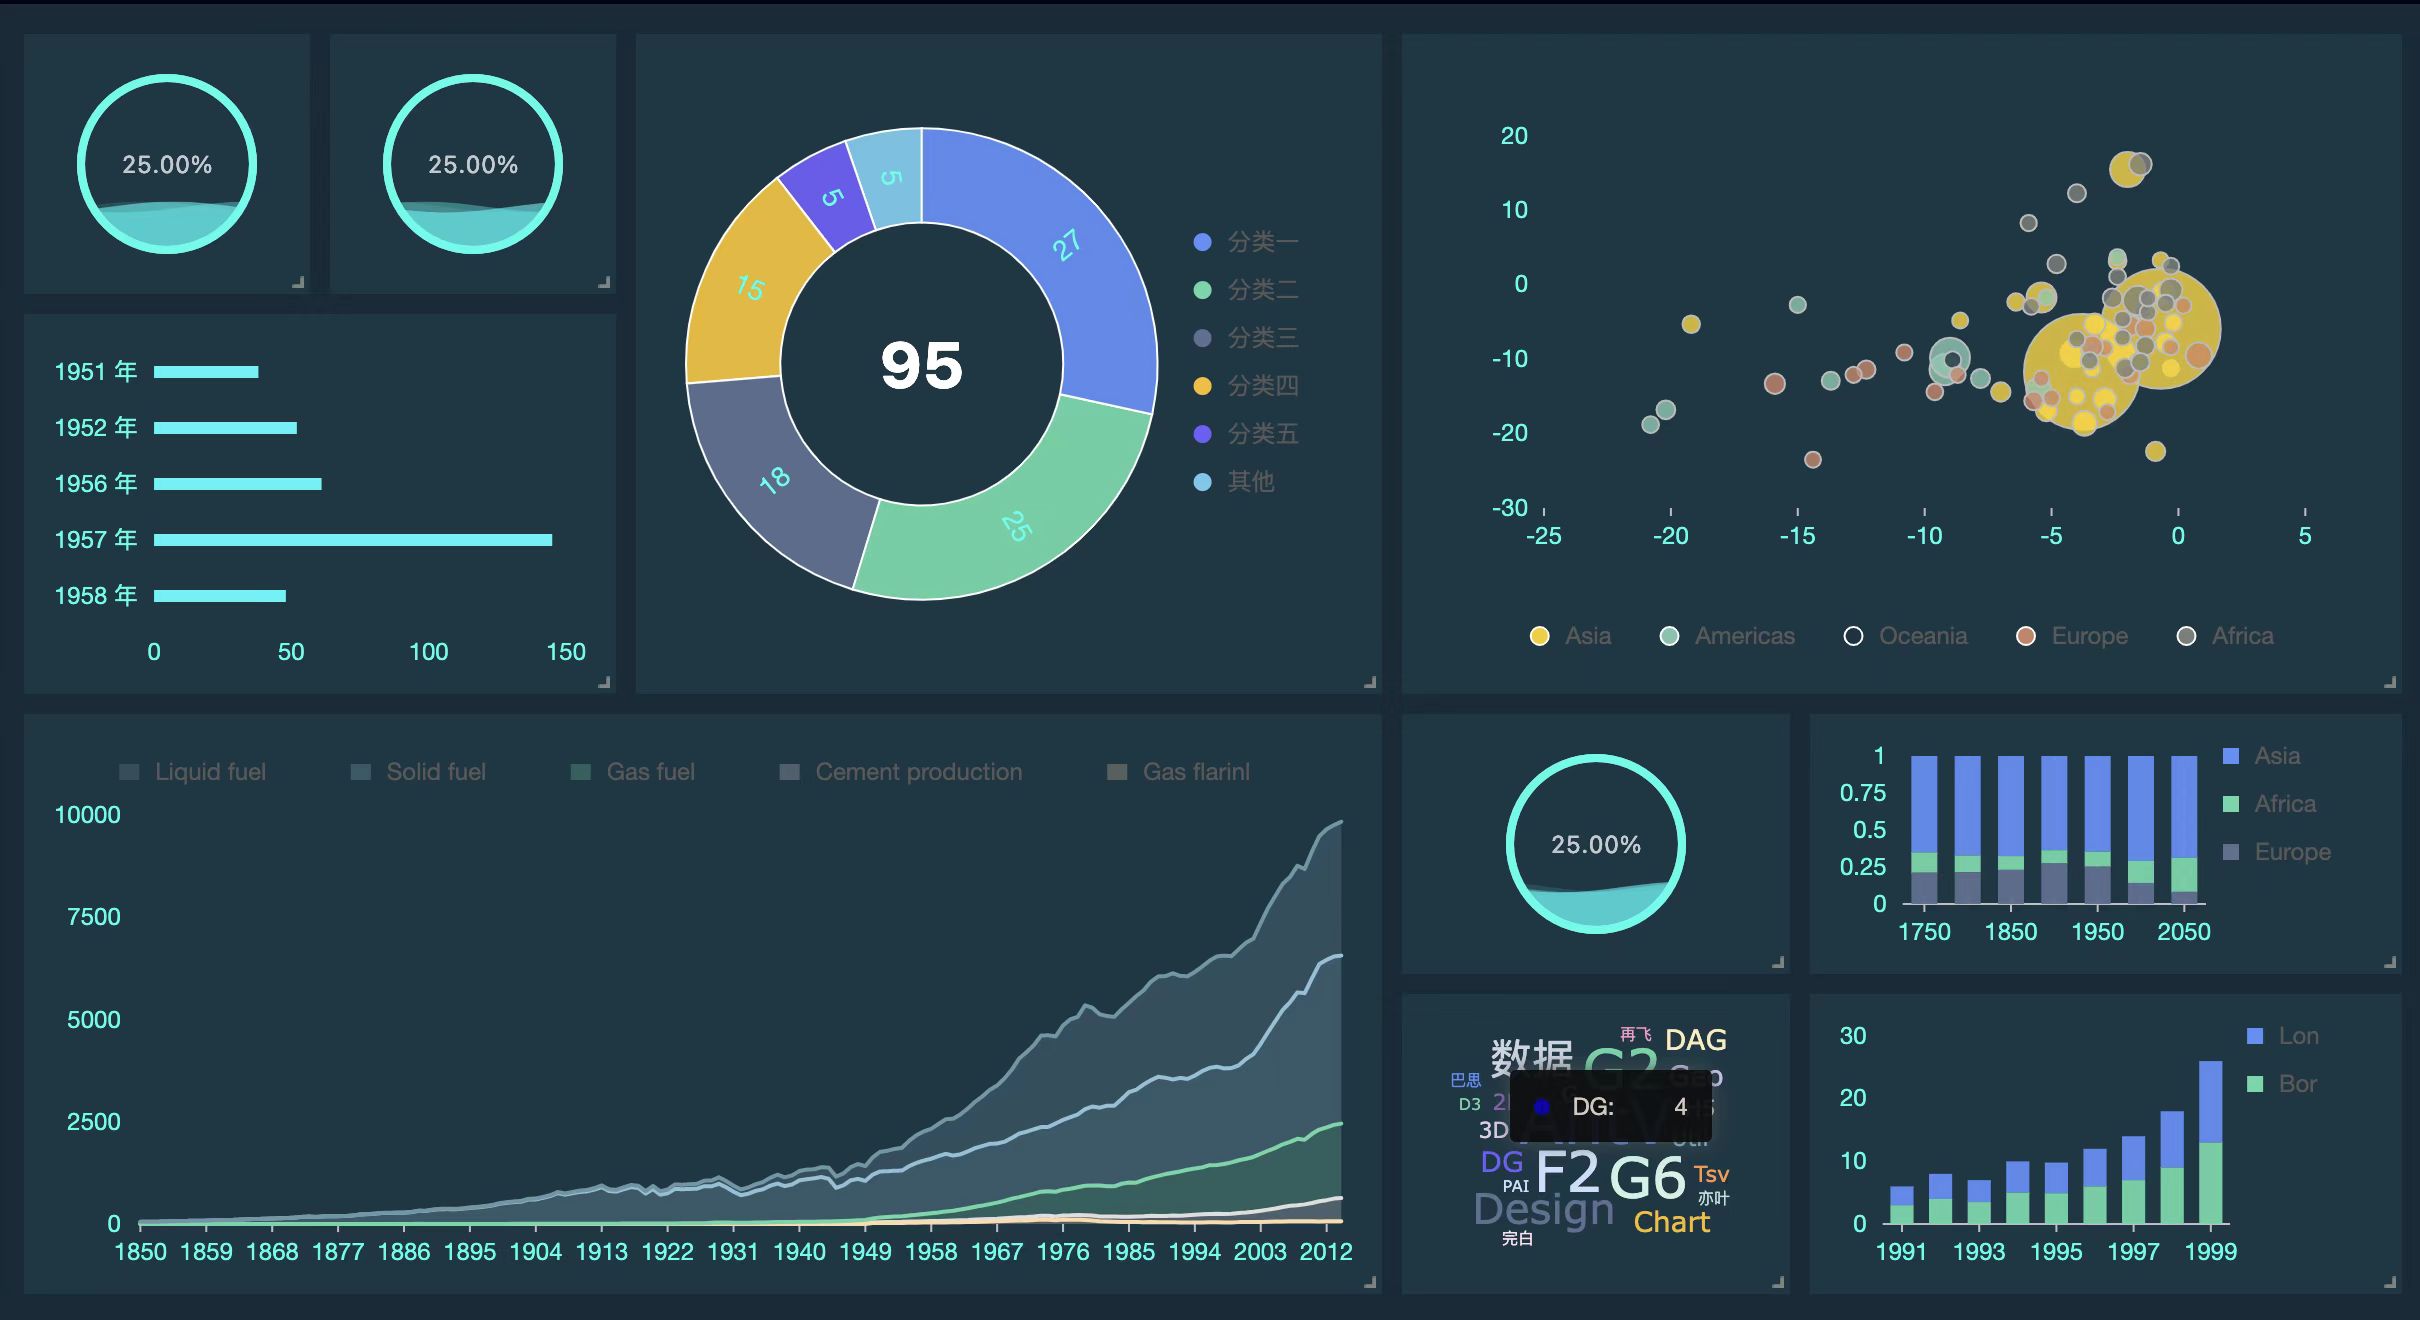 25.00%
25.00%
1951 年
1952 年
1956 年
1957 年
1958 年
0 50 100 150
27
25
18
15
5
5
95
分类一
分类二
分类三
分类四
分类五
其他
20
10
0
-10
-20
-30
-25 -20 -15 -10 -5 0 5
Asia Americas Oceania Europe Africa
Liquid fuel Solid fuel Gas fuel Cement production Gas flarinl
10000
7500
5000
2500
0
1850 1859 1868 1877 1886 1895 1904 1913 1922 1931 1940 1949 1958 1967 1976 1985 1994 2003 2012
25.00%
1
0.75
0.5
0.25
0
1750 1850 1950 2050
Asia
Africa
Europe
再飞
数据 G2 DAG
巴思
D3
DG: 4
3D
DG F2 G6 Tsv
PAI
亦叶
Design Chart
完白
30
20
10
0
1991 1993 1995 1997 1999
Lon
Bor